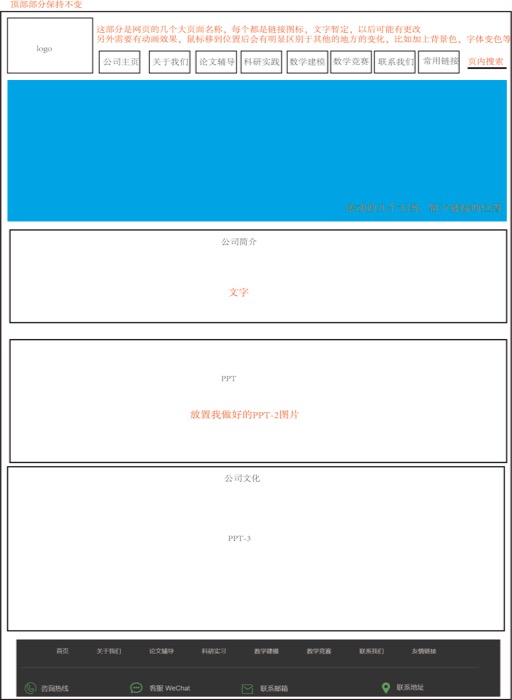 顶部部分保持不变
logo
这部分是网页的几个大页面名称，每个都是链接图标，文字暂定，以后可能有更改
另外需要有动画效果，鼠标移到位置后会有明显区别于其他的地方的变化，比如加上背景色，字体变色等
公司主页 关于我们 论文辅导 科研实践 数学建模 数学竞赛 联系我们 常用链接 页内搜索
公司简介
文字
PPT
放置我做好的PPT-2图片
公司文化
PPT-3
首页 关于我们 论文辅导 科研实习 数学建模 数学竞赛 联系我们 友情链接
咨询热线 客服 WeChat 联系邮箱 联系地址